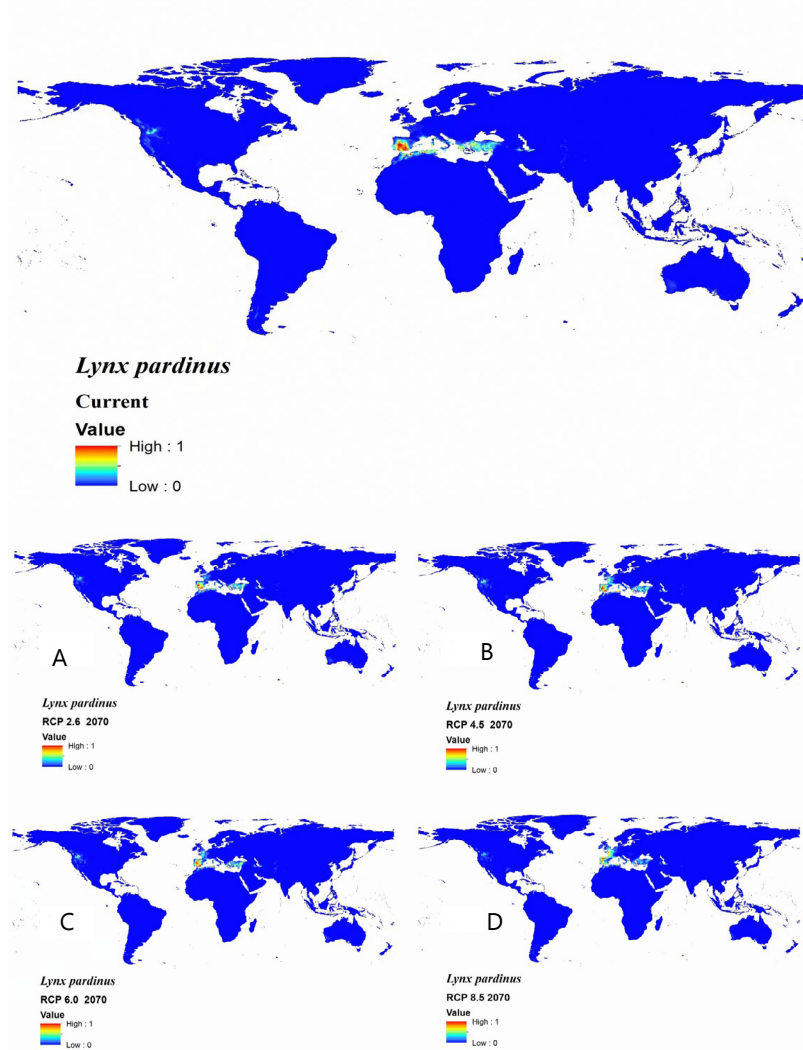 Lynx pardinus
Current
Value
High : 1
Low : 0
A
Lynx pardinus
RCP 2.6 2070
Value
High : 1
Low : 0
B
Lynx pardinus
RCP 4.5 2070
Value
High : 1
Low : 0
C
Lynx pardinus
RCP 6.0 2070
Value
High : 1
Low : 0
D
Lynx pardinus
RCP 8.5 2070
Value
High : 1
Low : 0